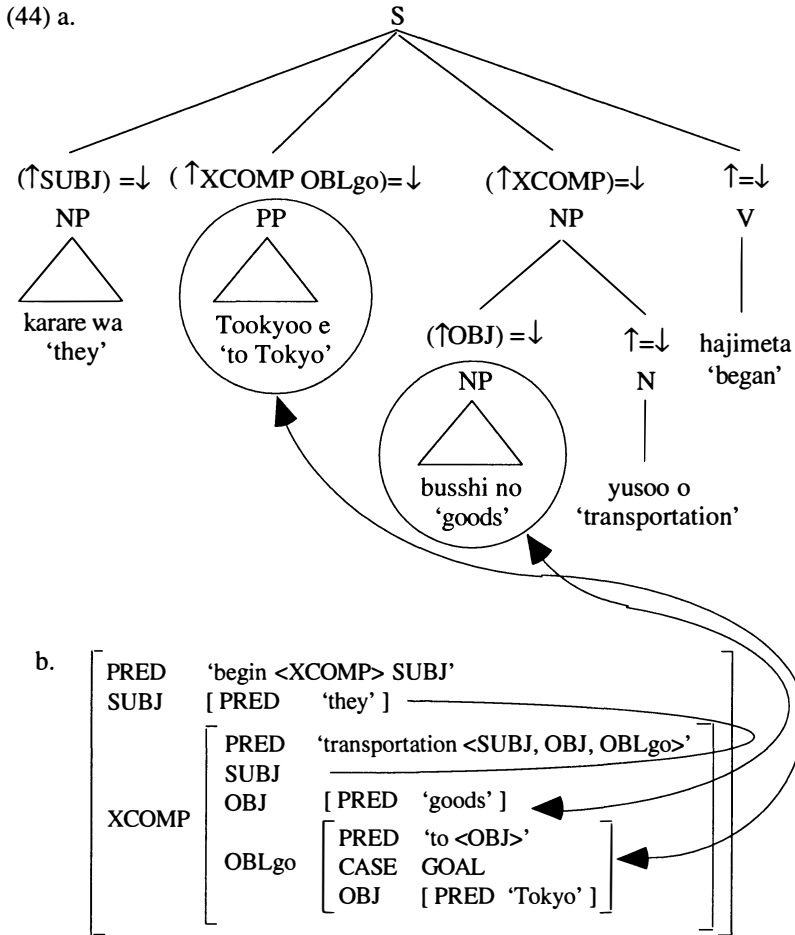 (44) a.
S
(↑SUBJ) =↓ ( ↑XCOMP OBLgo)= ↓ (↑XCOMP)=↓ ↑=↓
NP PP NP V
karare wa
'they'
Tookyoo e
'to Tokyo'
(↑OBJ) =↓ ↑=↓
NP N
hajimeta
'began'
busshi no
'goods'
yusoo o
'transportation'
b.
PRED 'begin <XCOMP> SUBJ'
SUBJ [ PRED 'they' ]
XCOMP
PRED 'transportation <SUBJ, OBJ, OBLgo>'
SUBJ
OBJ [ PRED 'goods' ]
OBLgo
PRED 'to <OBJ>'
CASE GOAL
OBJ [ PRED 'Tokyo' ]